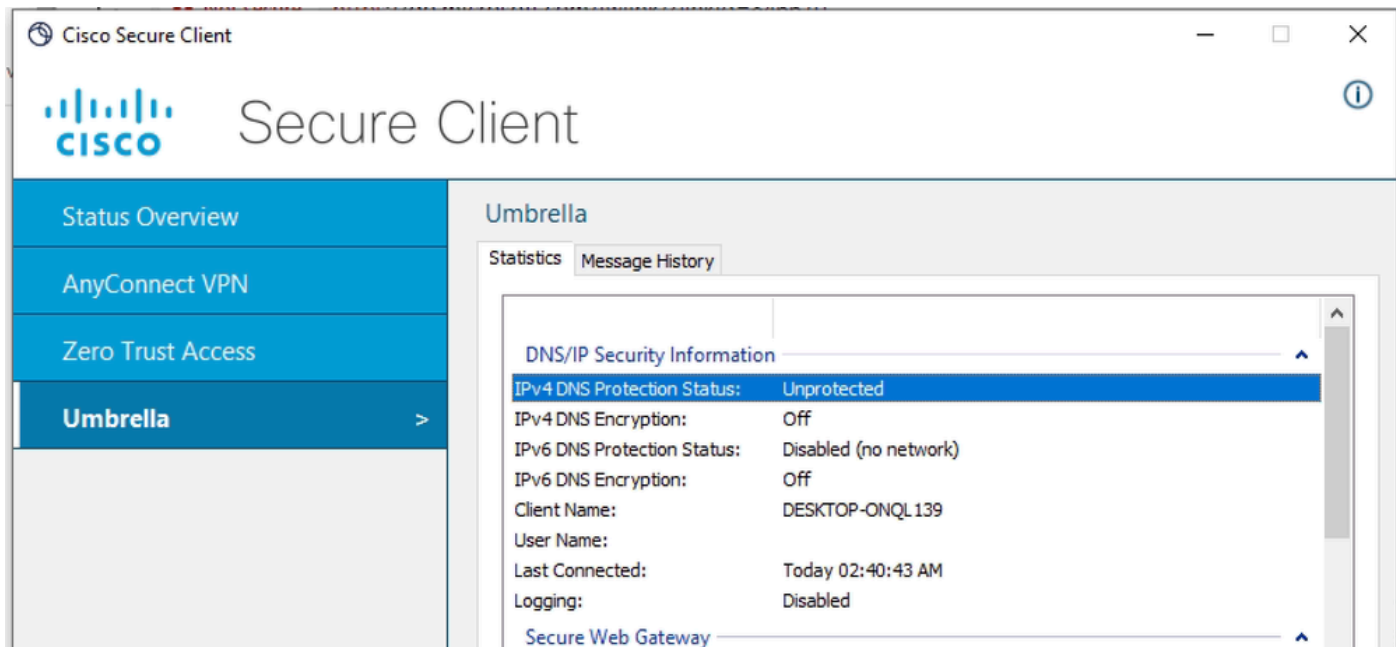 Cisco Secure Client
CISCO Secure Client
Status Overview
AnyConnect VPN
Zero Trust Access
Umbrella >
Umbrella
Statistics Message History
DNS/IP Security Information
IPv4 DNS Protection Status: Unprotected
IPv4 DNS Encryption: Off
IPv6 DNS Protection Status: Disabled (no network)
IPv6 DNS Encryption: Off
Client Name: DESKTOP-ONQL139
User Name:
Last Connected: Today 02:40:43 AM
Logging: Disabled
Secure Web Gateway